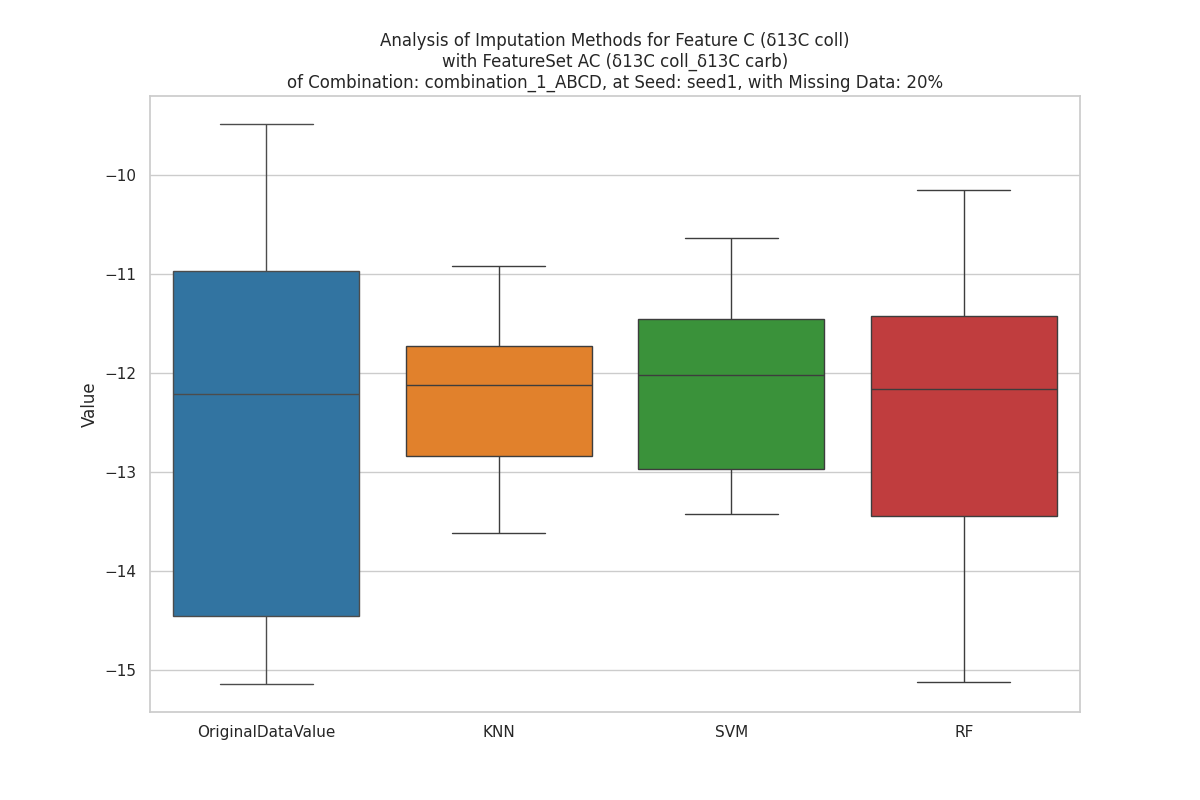 Analysis of Imputation Methods for Feature C (δ13C coll)
with FeatureSet AC (δ13C coll_δ13C carb)
of Combination: combination_1_ABCD, at Seed: seed1, with Missing Data: 20%
Value
−10
−11
−12
−13
−14
−15
OriginalDataValue
KNN
SVM
RF